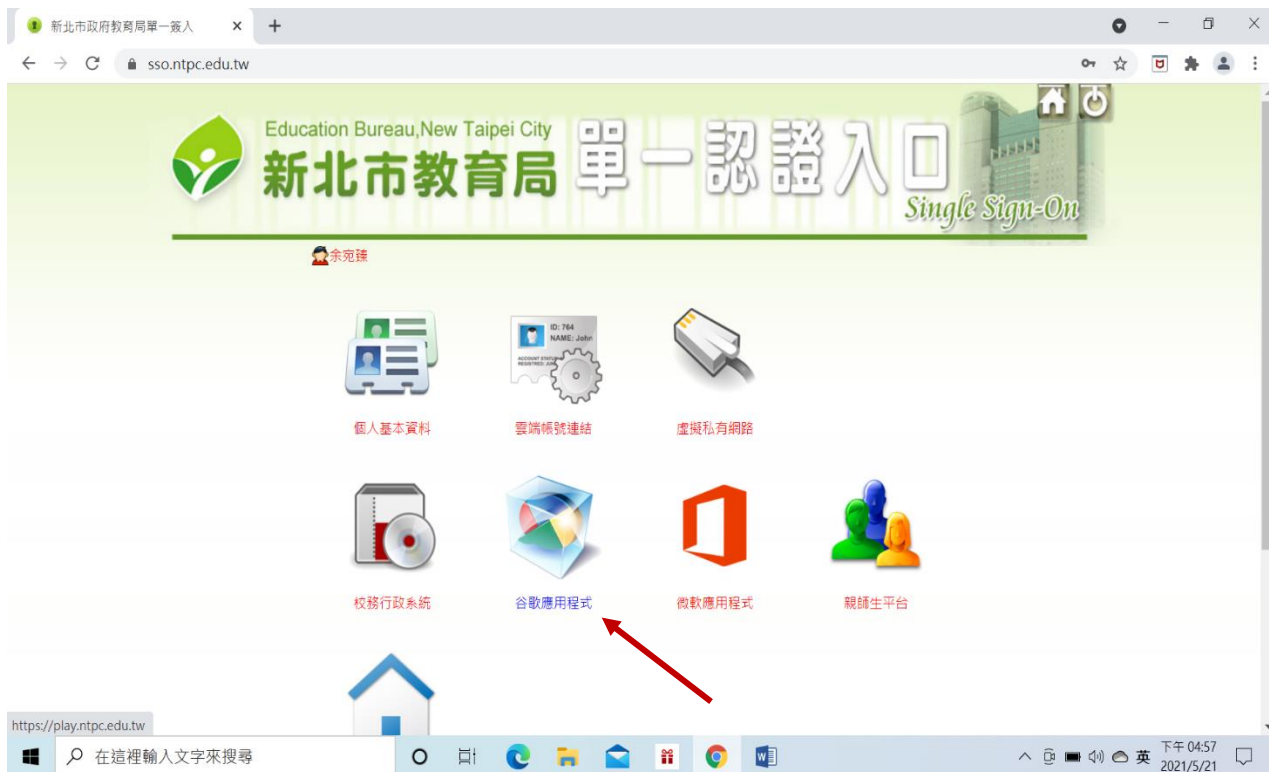 新北市政府教育局單一簽入
sso.ntpc.edu.tw
Education Bureau,New Taipei City
新北市教育局
單一認證入口
Single Sign-On
余宛臻
ID: 764
NAME: John
個人基本資料
雲端帳號連結
虛擬私有網路
校務行政系統
谷歌應用程式
微軟應用程式
親師生平台
https://play.ntpc.edu.tw
在這裡輸入文字來搜尋
英
下午 04:57
2021/5/21